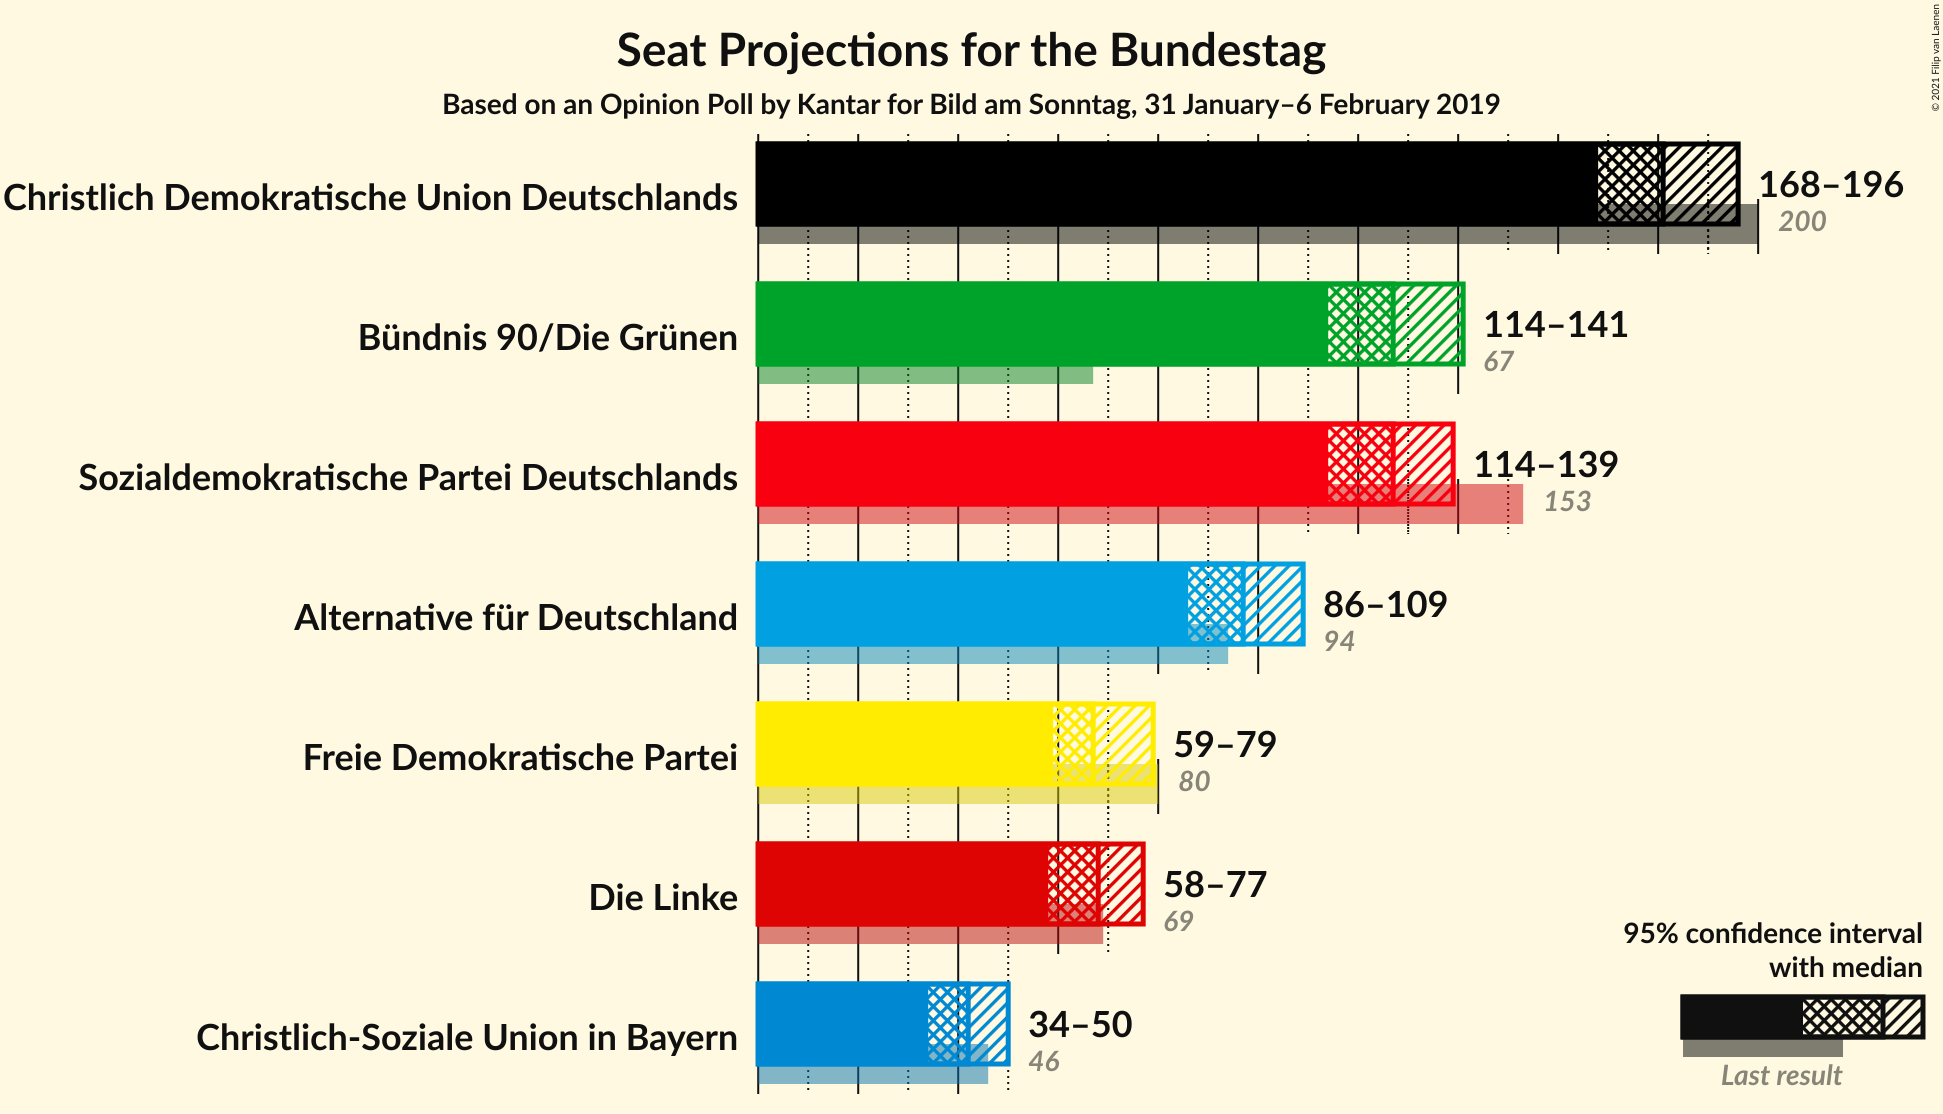 Seat Projections for the Bundestag
Based on an Opinion Poll by Kantar for Bild am Sonntag, 31 January–6 February 2019
© 2021 Filip van Laenen
Christlich Demokratische Union Deutschlands
168–196
200
Bündnis 90/Die Grünen
114–141
67
Sozialdemokratische Partei Deutschlands
114–139
153
Alternative für Deutschland
86–109
94
Freie Demokratische Partei
59–79
80
Die Linke
58–77
69
Christlich-Soziale Union in Bayern
34–50
46
95% confidence interval
with median
Last result